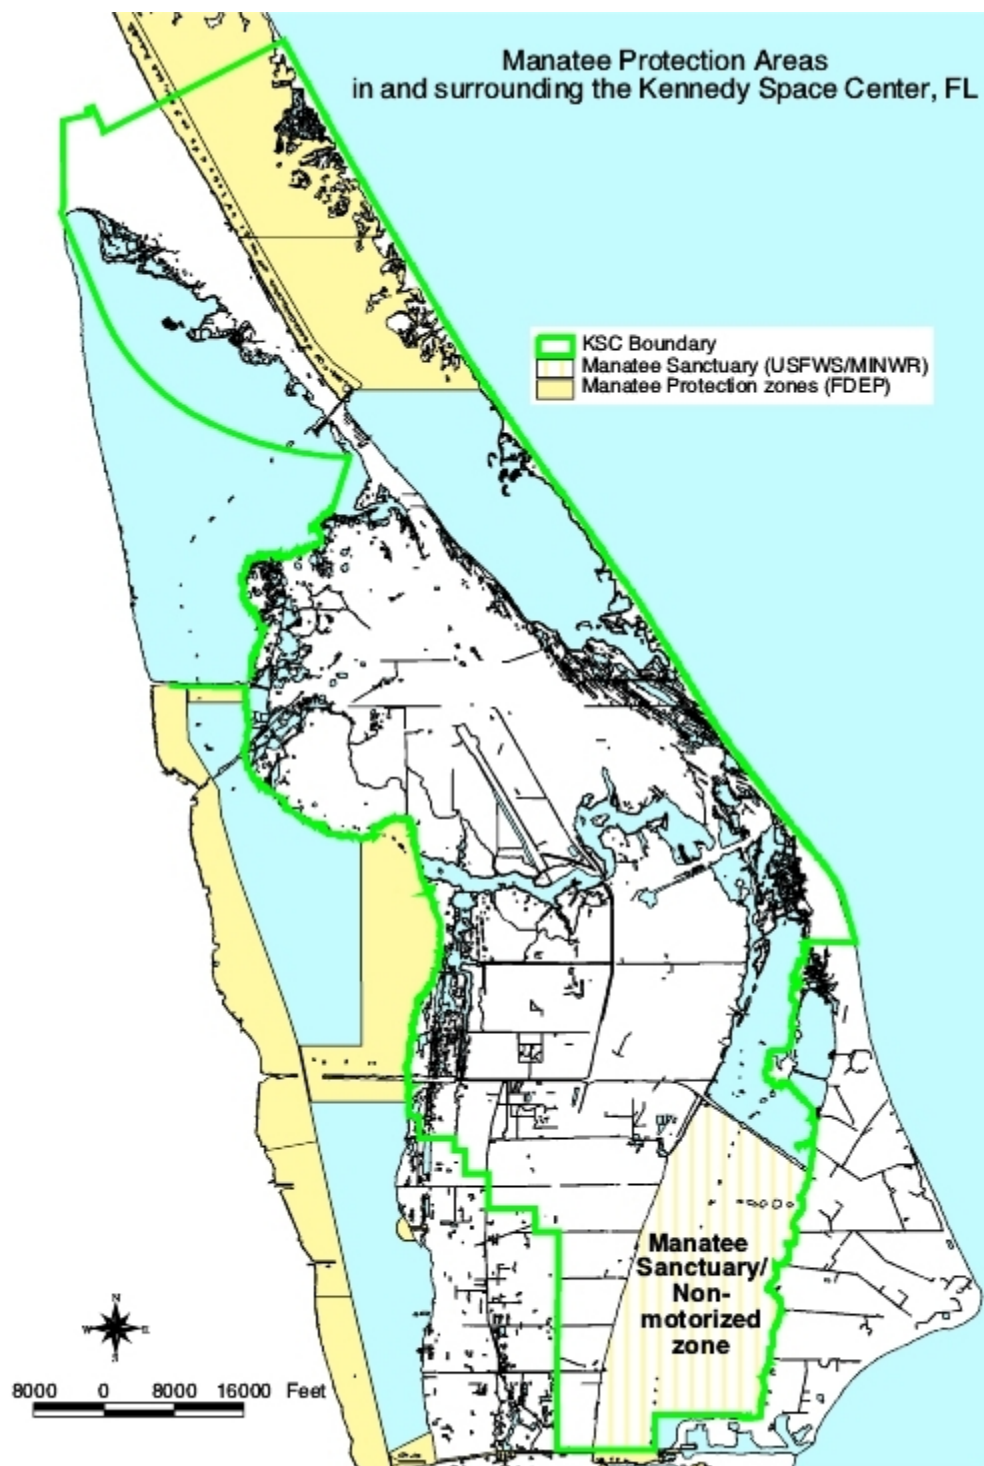 Manatee Protection Areas
in and surrounding the Kennedy Space Center, FL
KSC Boundary
Manatee Sanctuary (USFWS/MINWR)
Manatee Protection zones (FDEP)
Manatee
Sanctuary/
Non-
motorized
zone
N
W E
S
8000 0 8000 16000 Feet